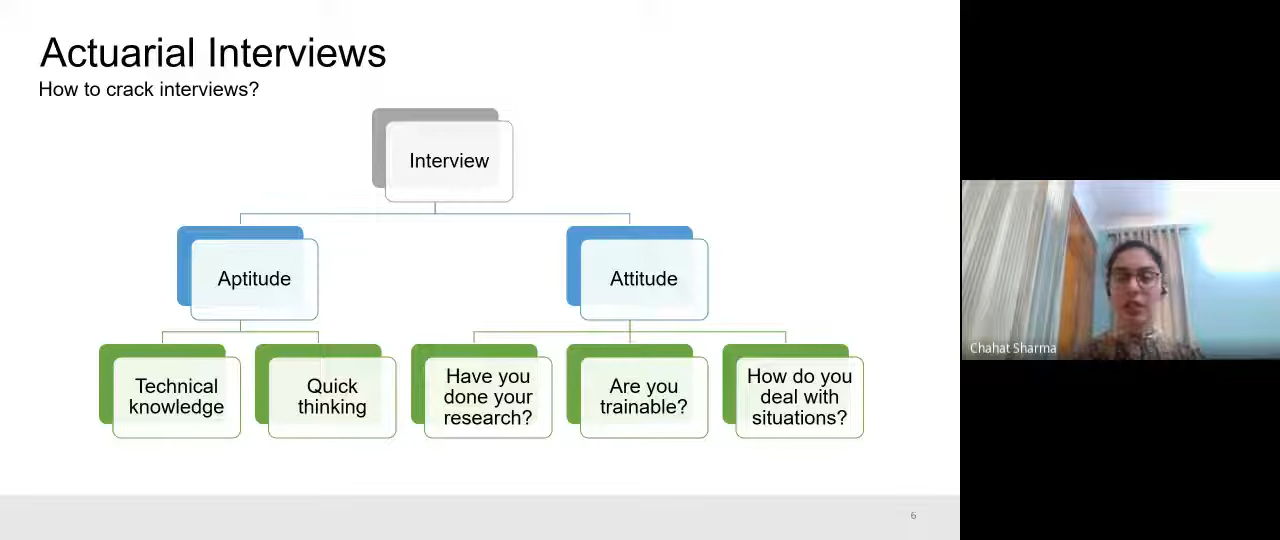 Actuarial Interviews
How to crack interviews?
Interview
Aptitude
Attitude
Technical
knowledge
Quick
thinking
Have you
done your
research?
Are you
trainable?
How do you
deal with
situations?
6
Chahat Sharma